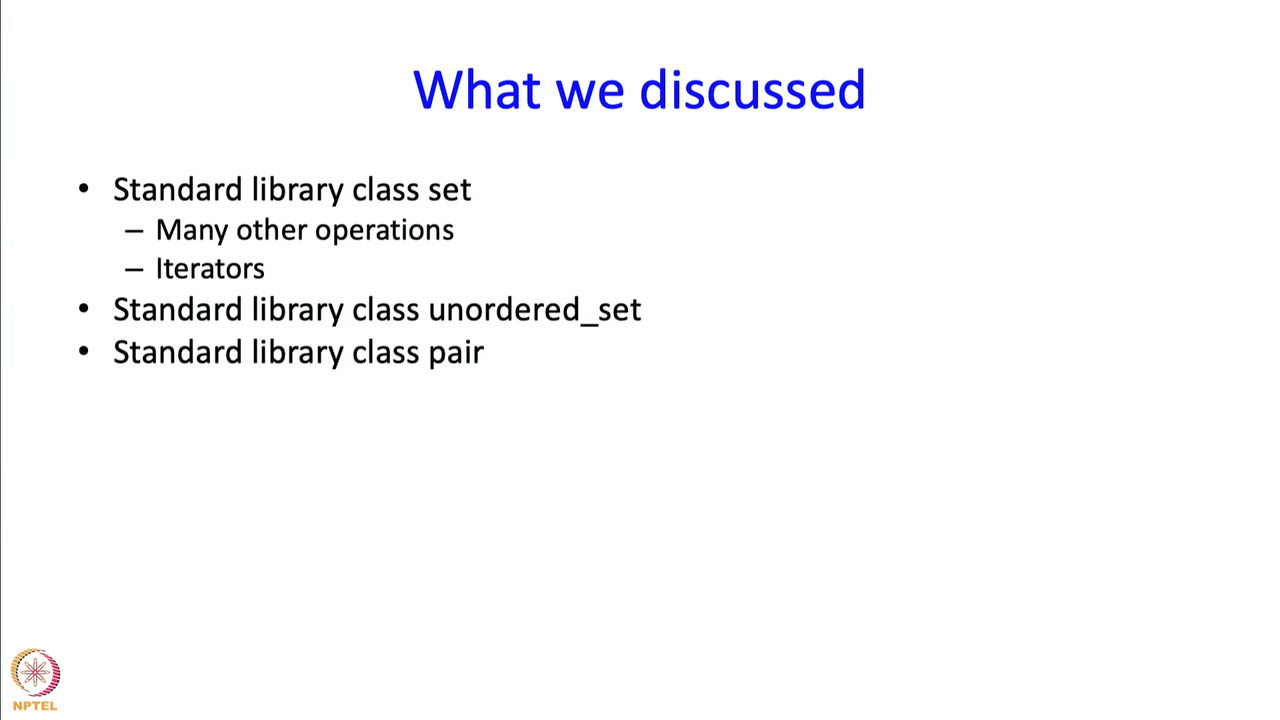 What we discussed
• Standard library class set
– Many other operations
– Iterators
• Standard library class unordered_set
• Standard library class pair
NPTEL